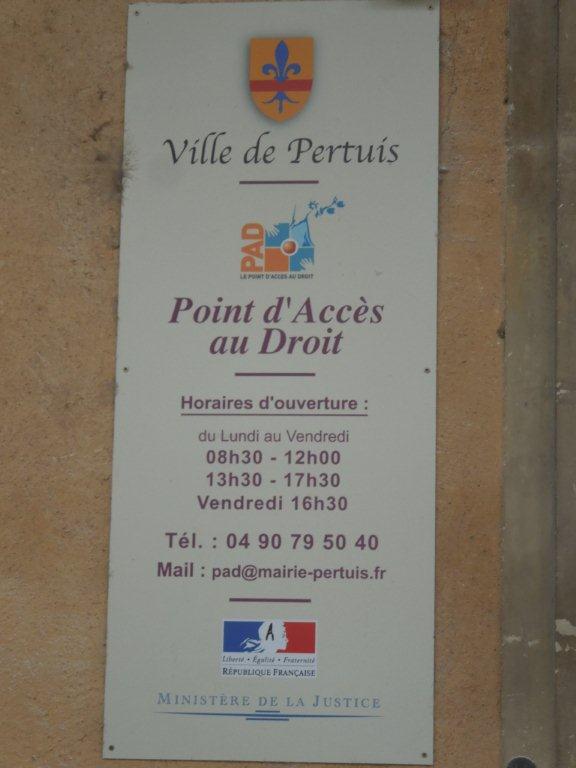 Ville de Pertuis
PAD
LE POINT D'ACCES AU DROIT
Point d'Accès
au Droit
Horaires d'ouverture :
du Lundi au Vendredi
08h30 - 12h00
13h30 - 17h30
Vendredi 16h30
Tél. : 04 90 79 50 40
Mail : pad@mairie-pertuis.fr
Liberté • Égalité • Fraternité
RÉPUBLIQUE FRANÇAISE
MINISTÈRE DE LA JUSTICE